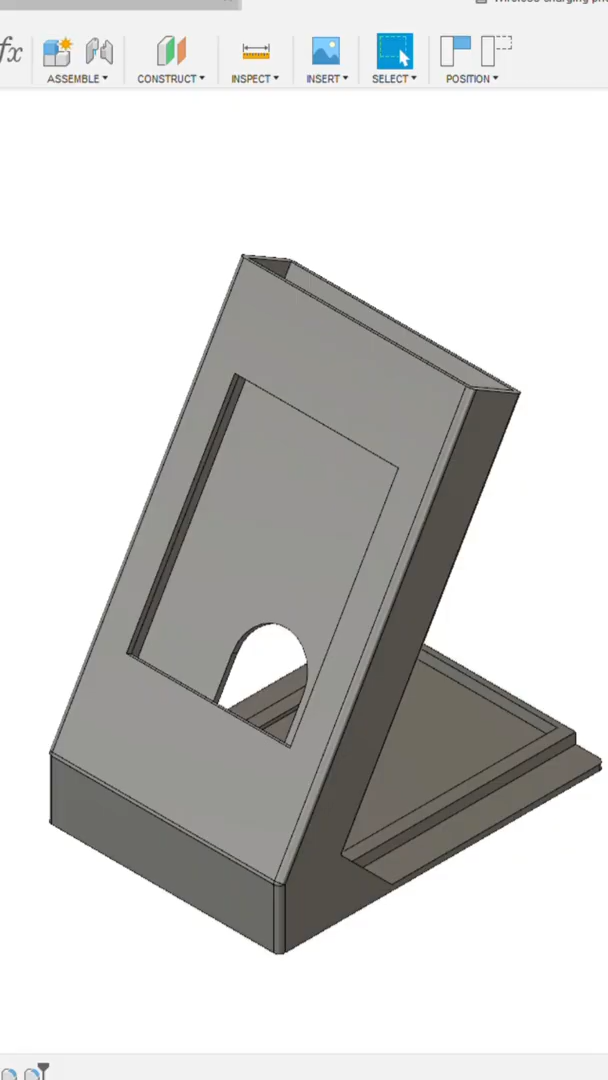 fx
ASSEMBLE
CONSTRUCT
INSPECT
INSERT
SELECT
POSITION